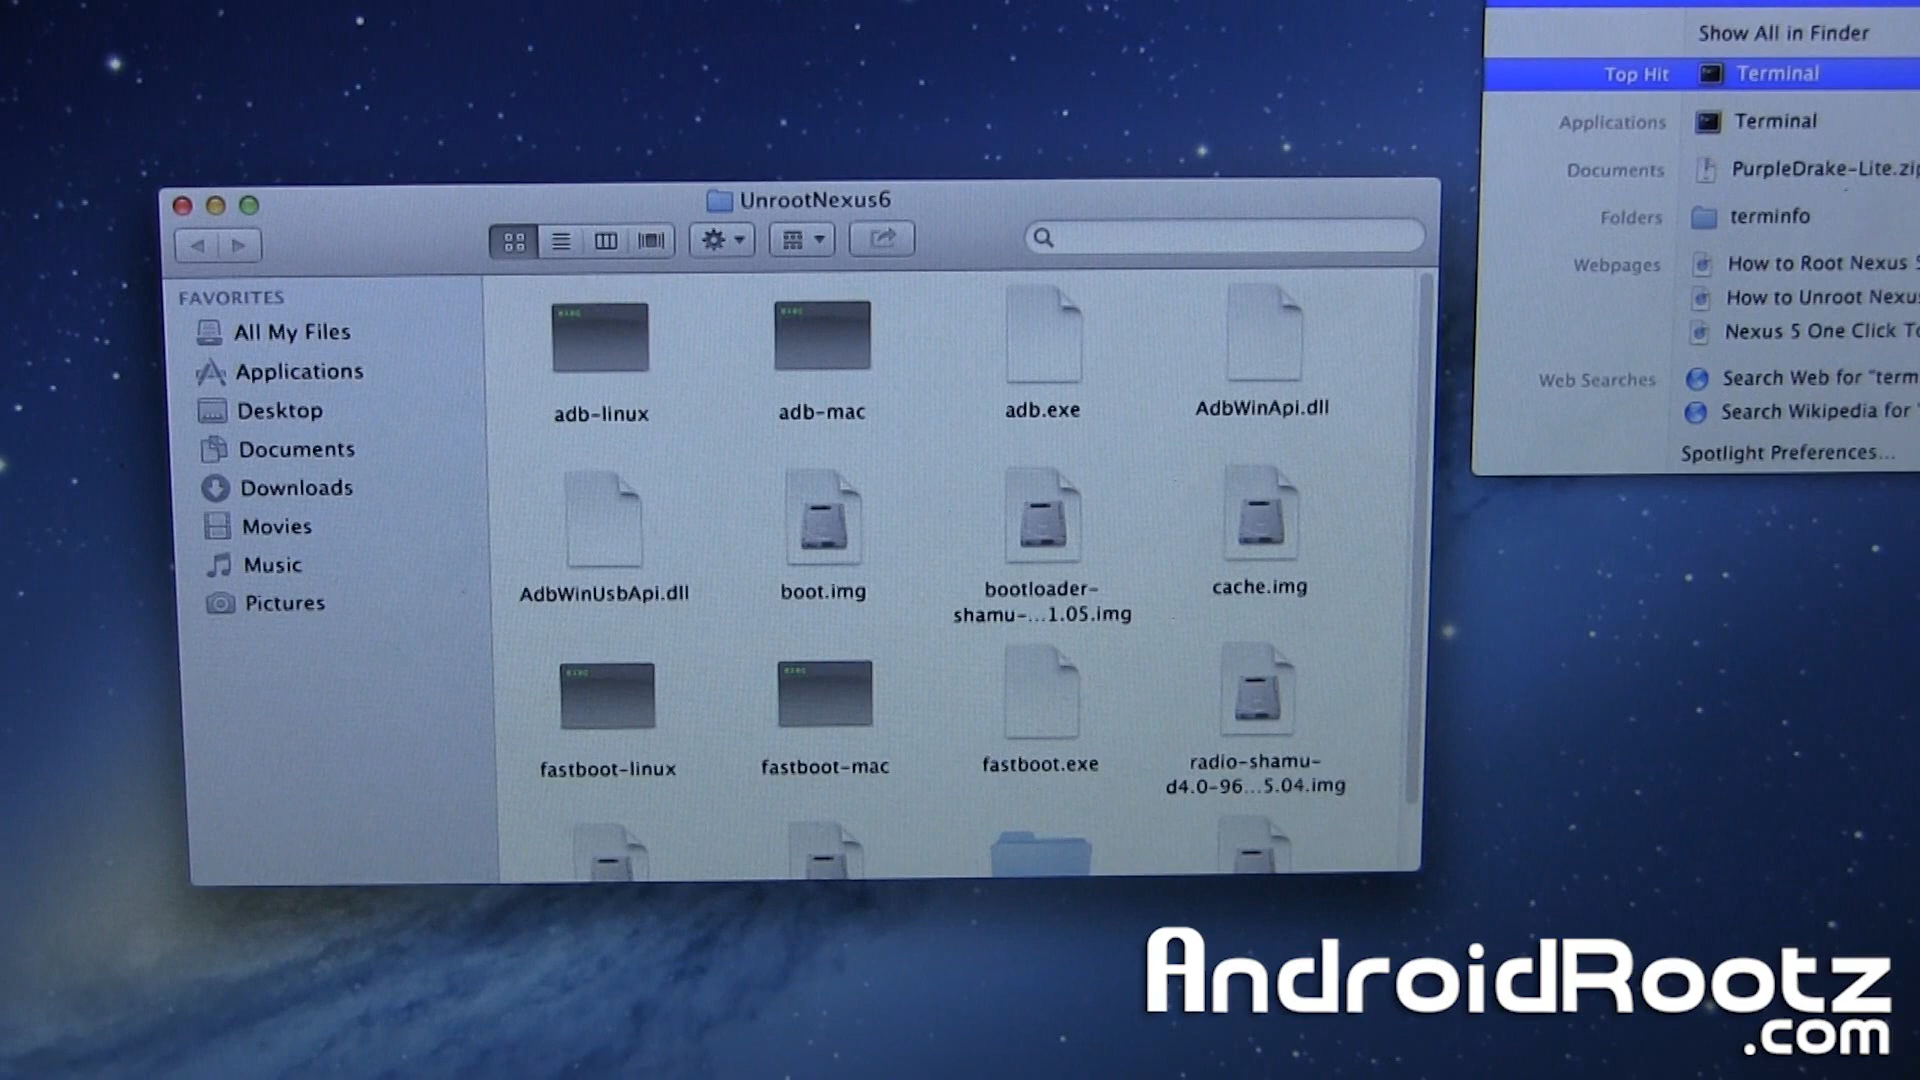 Show All in Finder
Top Hit Terminal
Applications Terminal
Documents PurpleDrake-Lite.zip
Folders terminfo
Webpages How to Root Nexus 5
How to Unroot Nexus
Nexus 5 One Click To
Web Searches Search Web for "term
Search Wikipedia for "
Spotlight Preferences...
UnrootNexus6
FAVORITES
All My Files
Applications
Desktop
Documents
Downloads
Movies
Music
Pictures
adb-linux
adb-mac
adb.exe
AdbWinApi.dll
AdbWinUsbApi.dll
boot.img
bootloader-
shamu-...1.05.img
cache.img
fastboot-linux
fastboot-mac
fastboot.exe
radio-shamu-
d4.0-96...5.04.img
AndroidRootz
.com